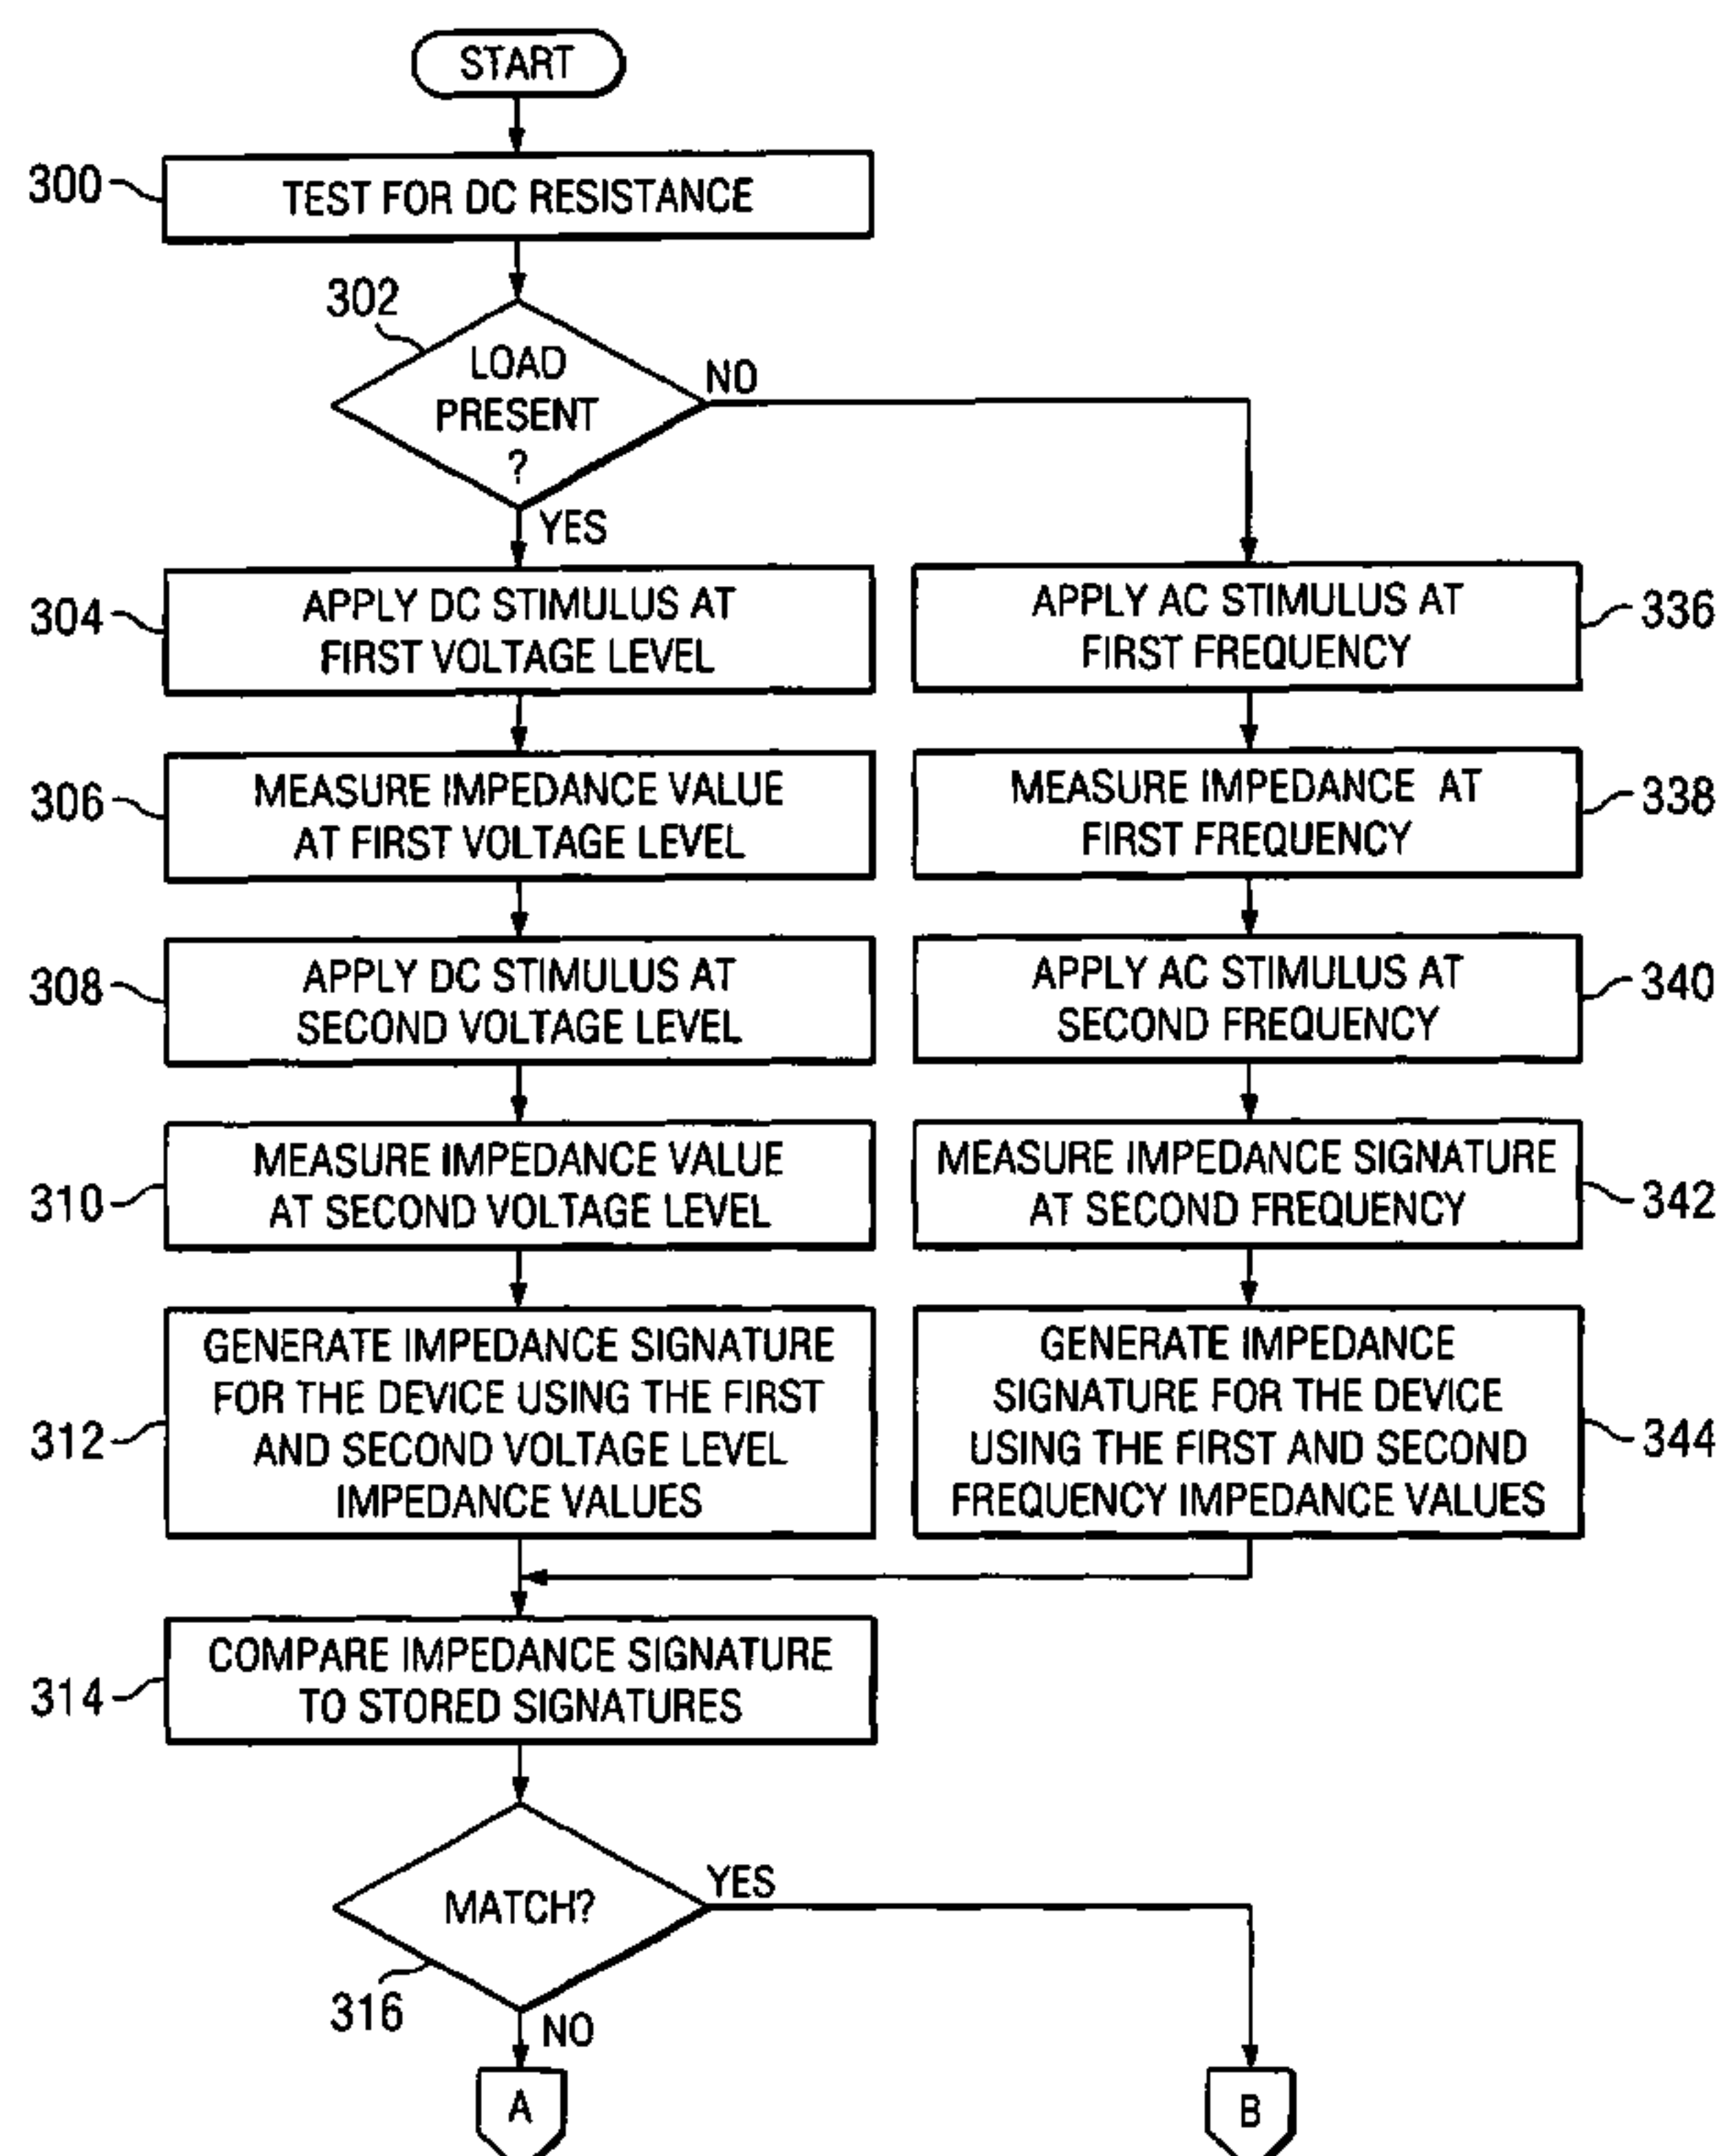 START
300
TEST FOR DC RESISTANCE
302
LOAD
PRESENT
?
NO
YES
304
APPLY DC STIMULUS AT
FIRST VOLTAGE LEVEL
APPLY AC STIMULUS AT
FIRST FREQUENCY
336
306
MEASURE IMPEDANCE VALUE
AT FIRST VOLTAGE LEVEL
MEASURE IMPEDANCE AT
FIRST FREQUENCY
338
308
APPLY DC STIMULUS AT
SECOND VOLTAGE LEVEL
APPLY AC STIMULUS AT
SECOND FREQUENCY
340
310
MEASURE IMPEDANCE VALUE
AT SECOND VOLTAGE LEVEL
MEASURE IMPEDANCE SIGNATURE
AT SECOND FREQUENCY
342
312
GENERATE IMPEDANCE SIGNATURE
FOR THE DEVICE USING THE FIRST
AND SECOND VOLTAGE LEVEL
IMPEDANCE VALUES
GENERATE IMPEDANCE
SIGNATURE FOR THE DEVICE
USING THE FIRST AND SECOND
FREQUENCY IMPEDANCE VALUES
344
314
COMPARE IMPEDANCE SIGNATURE
TO STORED SIGNATURES
MATCH?
YES
316
NO
A
B